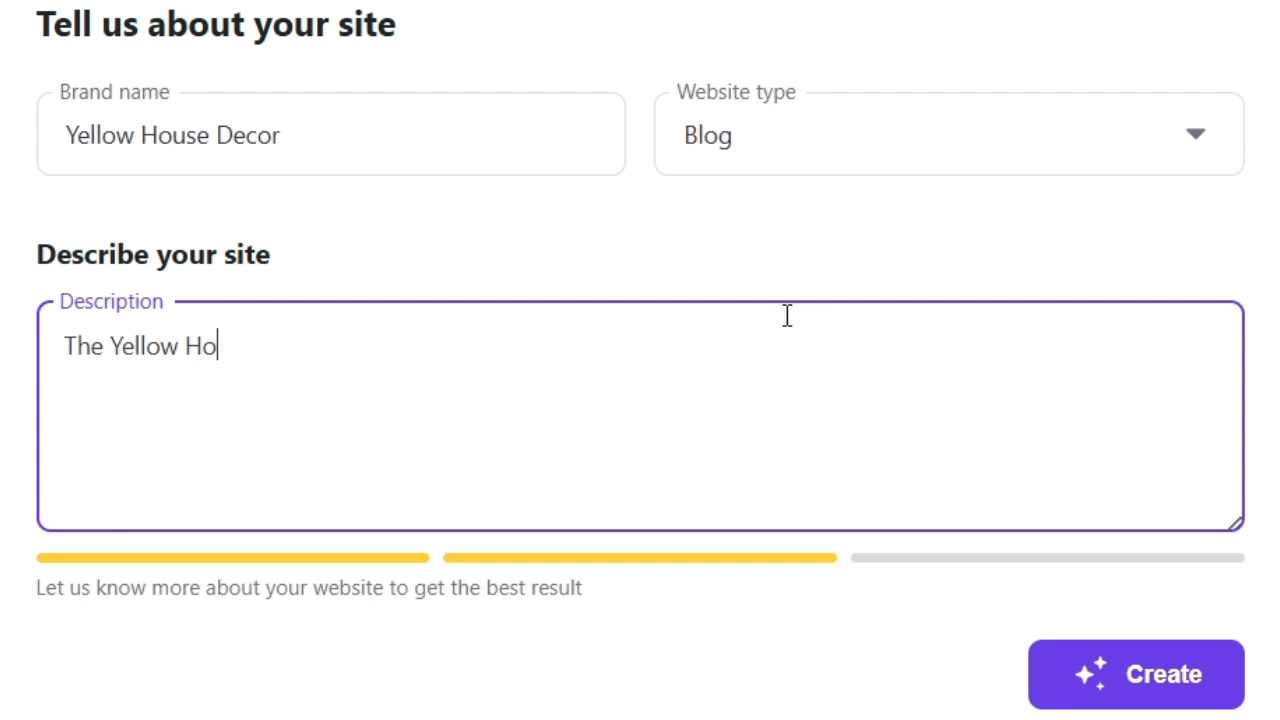 Tell us about your site
Brand name
Website type
Yellow House Decor
Blog
Describe your site
Description
The Yellow Ho
Let us know more about your website to get the best result
Create